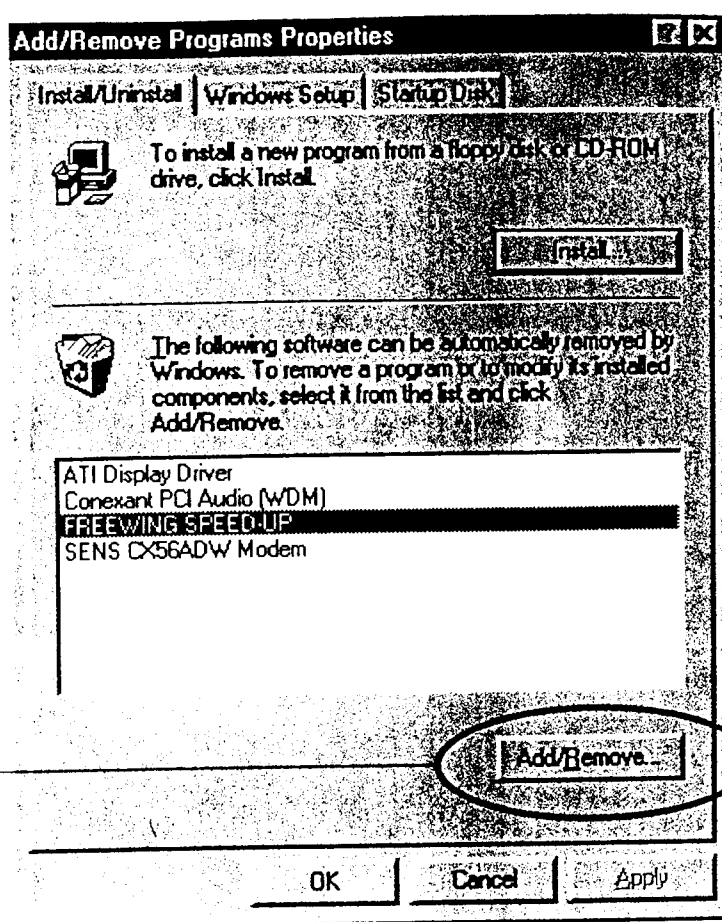 Add/Remove Programs Properties
Install/Uninstall Windows Setup Startup Disk
To install a new program from a floppy disk or CD-ROM
drive, click Install.
Install...
The following software can be automatically removed by
Windows. To remove a program or to modify its installed
components, select it from the list and click
Add/Remove.
ATI Display Driver
Conexant PCI Audio (WDM)
FREEWING SPEED-UP
SENS CX56ADW Modem
Add/Remove...
OK Cancel Apply